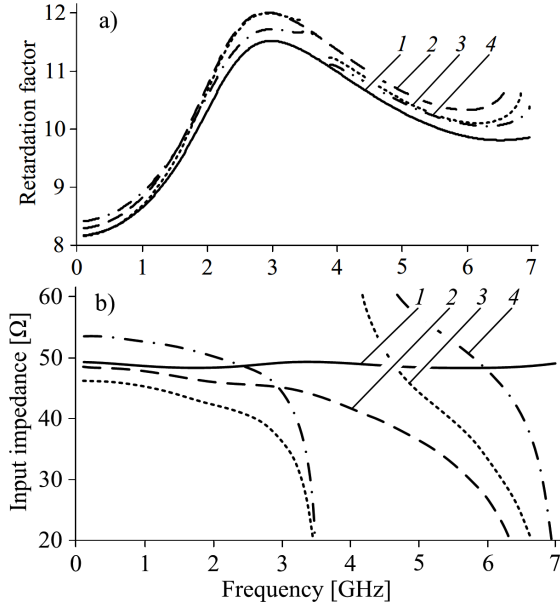 a)
12
11
10
9
8
Retardation factor
1 2 3 4
0 1 2 3 4 5 6 7
b)
60
50
40
30
20
Input impedance [Ω]
1 2 3 4
0 1 2 3 4 5 6 7
Frequency [GHz]